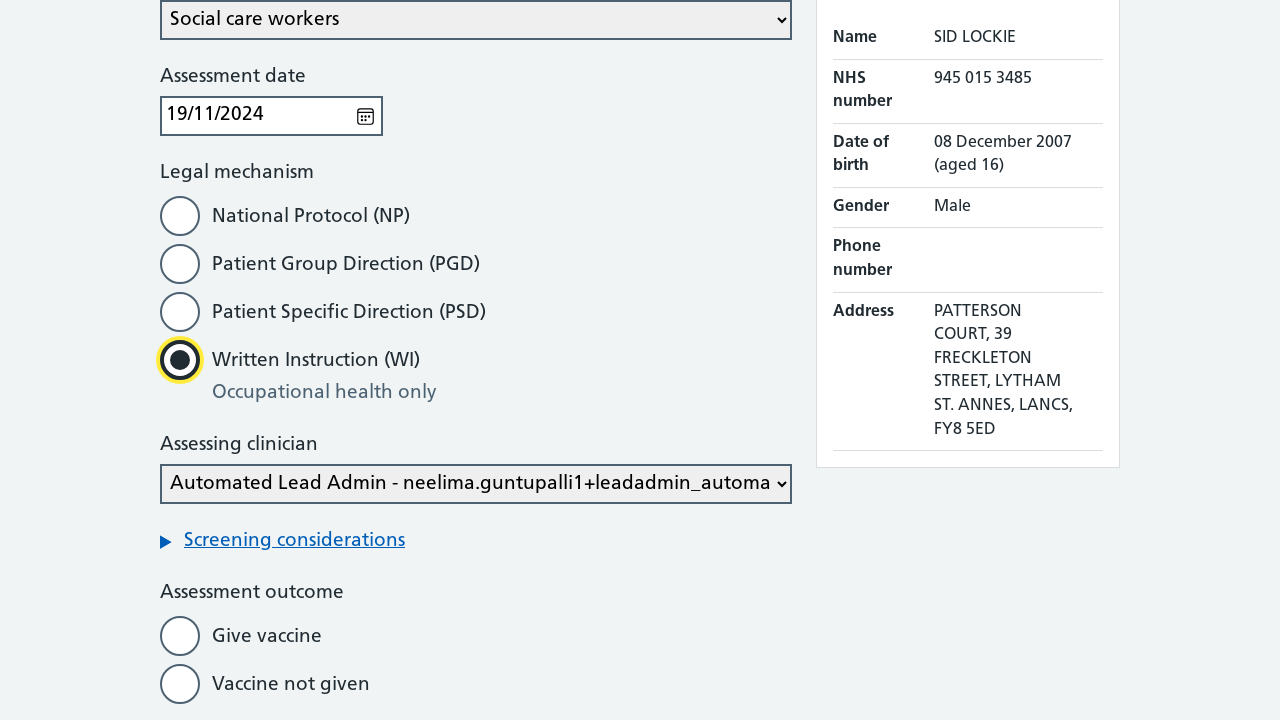 Social care workers
Assessment date
19/11/2024
Legal mechanism
National Protocol (NP)
Patient Group Direction (PGD)
Patient Specific Direction (PSD)
Written Instruction (WI)
Occupational health only
Assessing clinician
Automated Lead Admin - neelima.guntupalli1+leadadmin_automa
Screening considerations
Assessment outcome
Give vaccine
Vaccine not given
Name SID LOCKIE
NHS number 945 015 3485
Date of birth 08 December 2007 (aged 16)
Gender Male
Phone number
Address PATTERSON
COURT, 39
FRECKLETON
STREET, LYTHAM
ST. ANNES, LANCS,
FY8 5ED